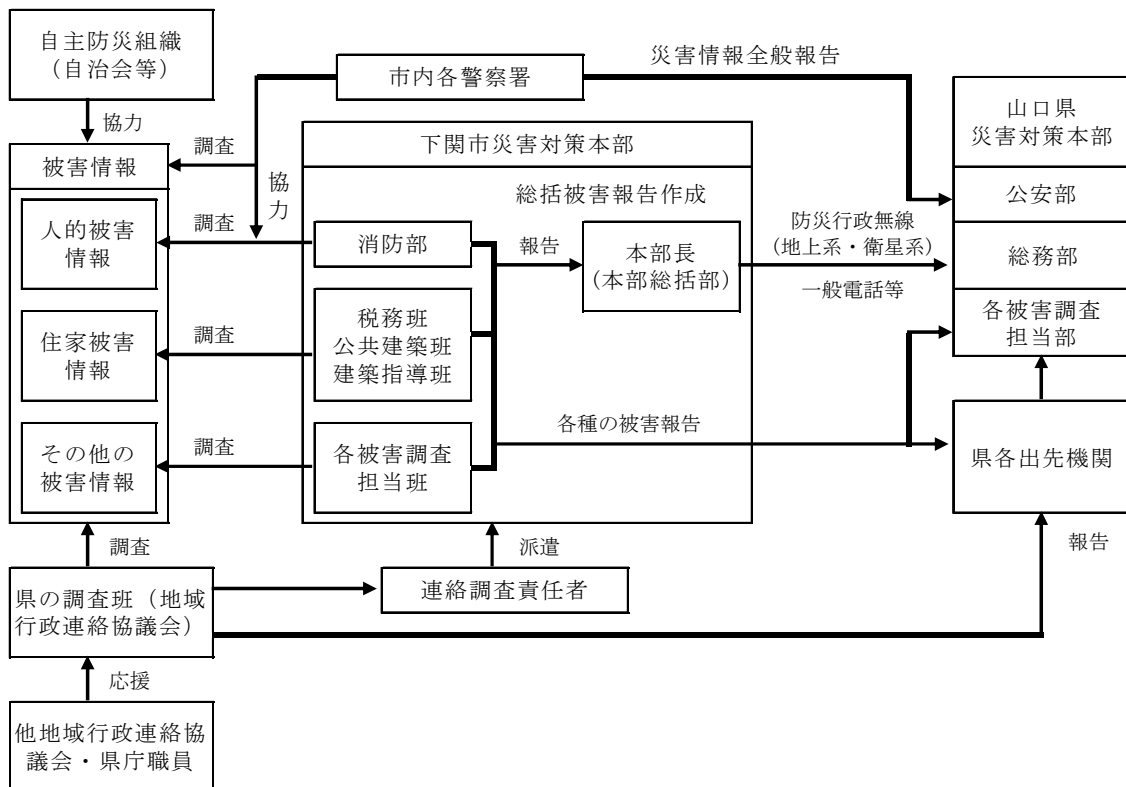 自主防災組織
（自治会等）
市内各警察署
災害情報全般報告
山口県
災害対策本部
協力
調査
下関市災害対策本部
被害情報
協力
総括被害報告作成
公安部
人的被害
情報
調査
消防部
報告
本部長
（本部総括部）
防災行政無線
（地上系・衛星系）
一般電話等
総務部
住家被害
情報
調査
税務班
公共建築班
建築指導班
各被害調査
担当部
その他の
被害情報
調査
各被害調査
担当班
各種の被害報告
県各出先機関
調査
派遣
報告
県の調査班（地域
行政連絡協議会）
連絡調査責任者
応援
他地域行政連絡協
議会・県庁職員